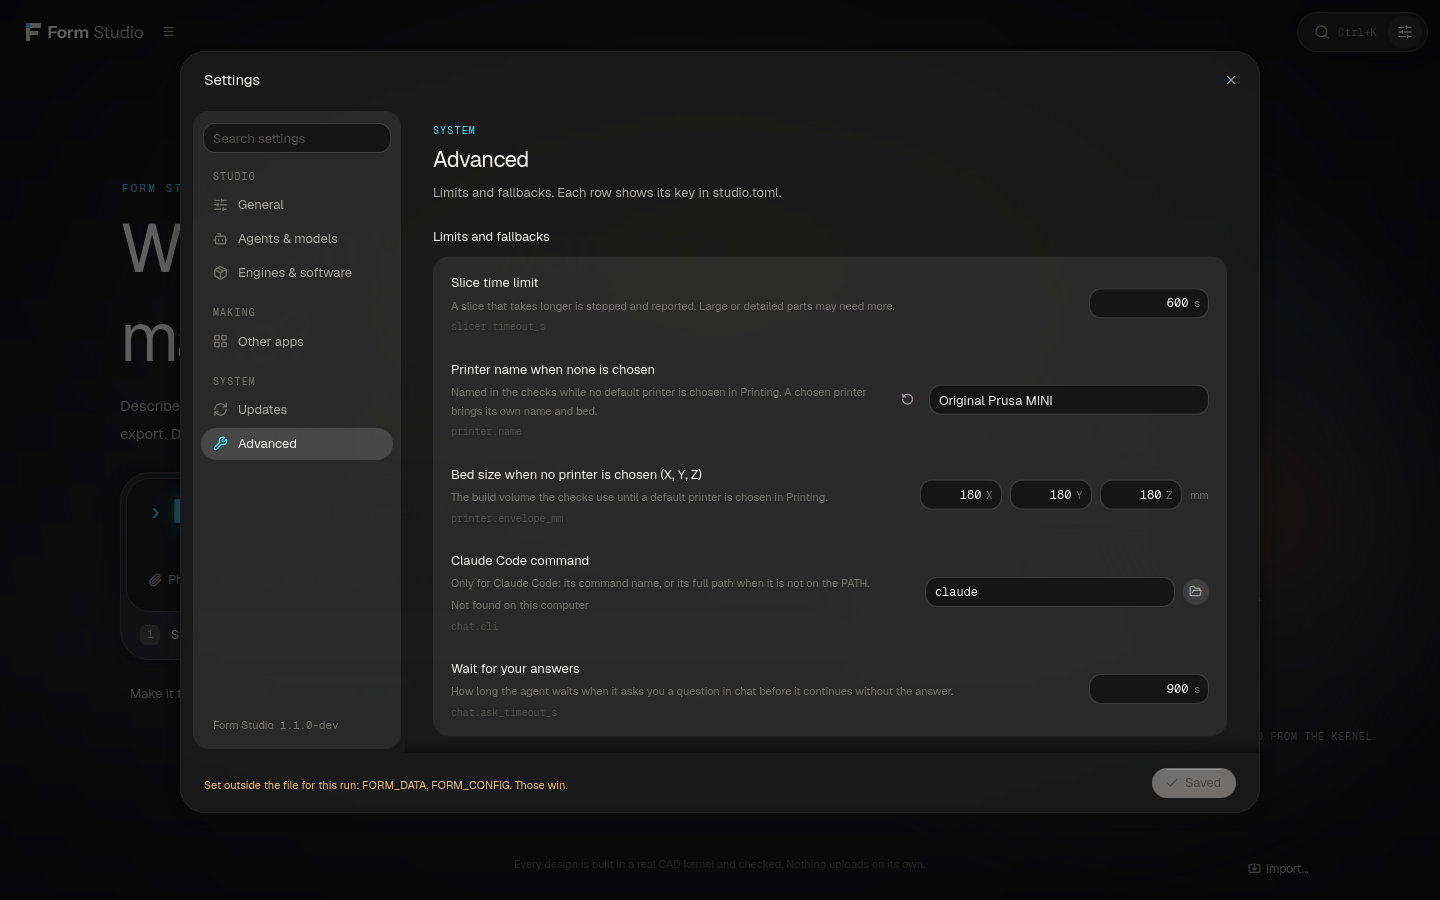 Form Studio
Ctrl+K
Settings
Search settings
STUDIO
General
Agents & models
Engines & software
MAKING
Other apps
SYSTEM
Updates
Advanced
Form Studio 1.1.0-dev
SYSTEM
Advanced
Limits and fallbacks. Each row shows its key in studio.toml.
Limits and fallbacks
Slice time limit
A slice that takes longer is stopped and reported. Large or detailed parts may need more.
slicer.timeout_s
600 s
Printer name when none is chosen
Named in the checks while no default printer is chosen in Printing. A chosen printer
brings its own name and bed.
printer.name
Original Prusa MINI
Bed size when no printer is chosen (X, Y, Z)
The build volume the checks use until a default printer is chosen in Printing.
printer.envelope_mm
180 X 180 Y 180 Z mm
Claude Code command
Only for Claude Code: its command name, or its full path when it is not on the PATH.
Not found on this computer
chat.cli
claude
Wait for your answers
How long the agent waits when it asks you a question in chat before it continues without the answer.
chat.ask_timeout_s
900 s
Set outside the file for this run: FORM_DATA, FORM_CONFIG. Those win.
Saved
FORM ST
W
Describe
export. D
1 S
Make it f
FROM THE KERNEL
Every design is built in a real CAD kernel and checked. Nothing uploads on its own.
Import...